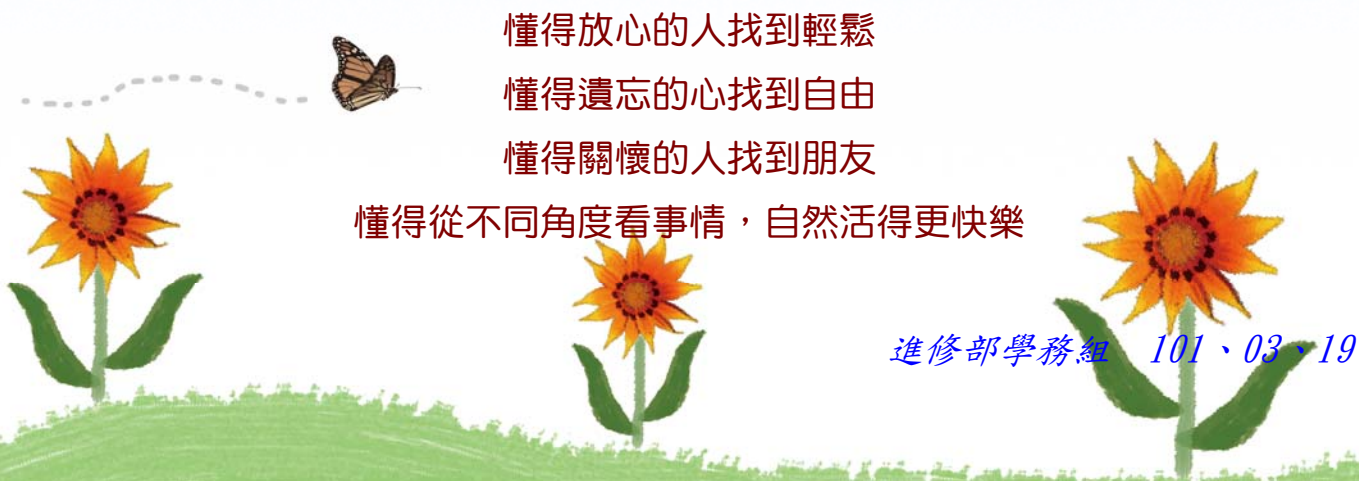 懂得放心的人找到輕鬆
懂得遺忘的心找到自由
懂得關懷的人找到朋友
懂得從不同角度看事情，自然活得更快樂
進修部學務組　101、03、19